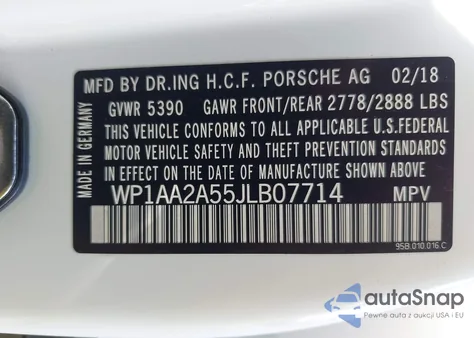 MFD BY DR.ING H.C.F. PORSCHE AG 02/18
GVWR 5390 GAWR FRONT/REAR 2778/2888 LBS
THIS VEHICLE CONFORMS TO ALL APPLICABLE U.S.FEDERAL
MOTOR VEHICLE SAFETY AND THEFT PREVENTION STANDARDS
IN EFFECT ON THE DATE OF MANUFACTURE SHOWN ABOVE
WP1AA2A55JLB07714 MPV
MADE IN GERMANY
95B.010.016 C
autoSnap
Pewne auta z aukcji USA i EU